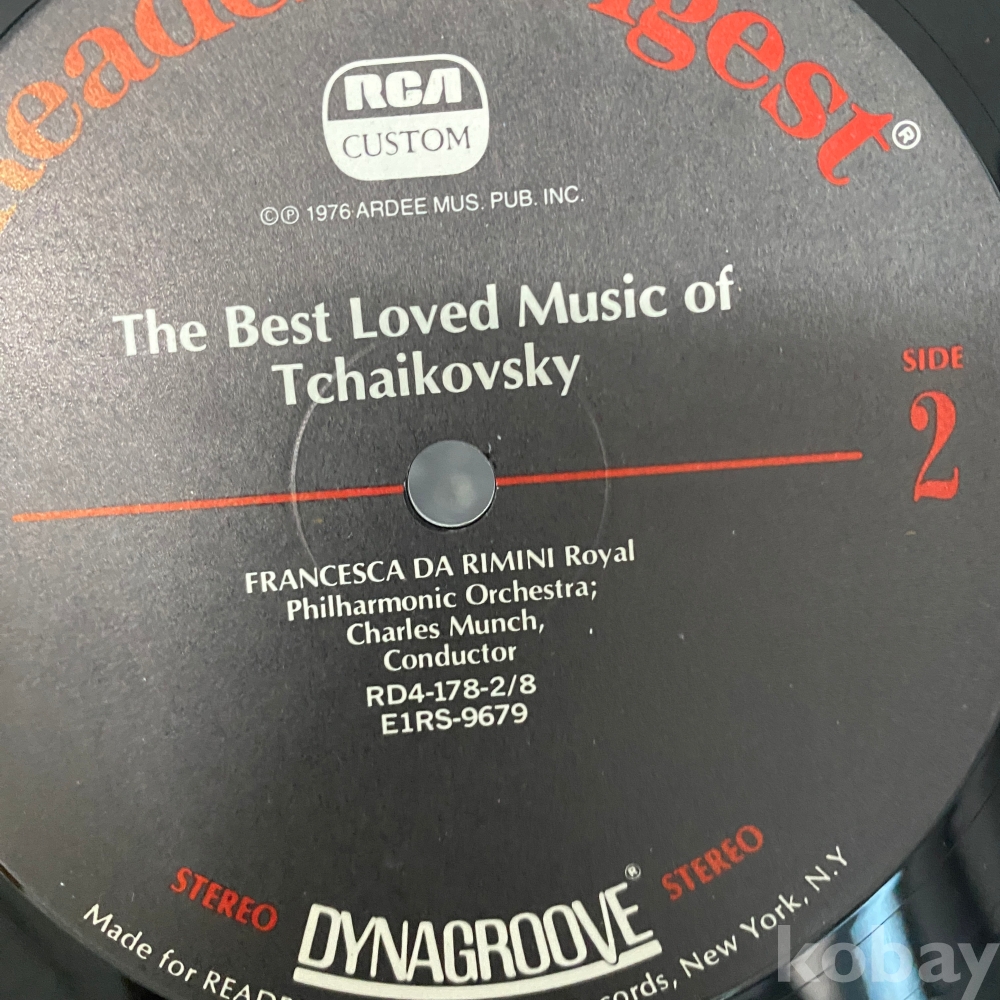 Reader's Digest®
RCA
CUSTOM
©℗ 1976 ARDEE MUS. PUB. INC.
The Best Loved Music of
Tchaikovsky
SIDE
2
FRANCESCA DA RIMINI Royal
Philharmonic Orchestra;
Charles Munch,
Conductor
RD4-178-2/8
E1RS-9679
STEREO
DYNAGROOVE®
STEREO
Made for READ
ords, New York, N.Y
kobay